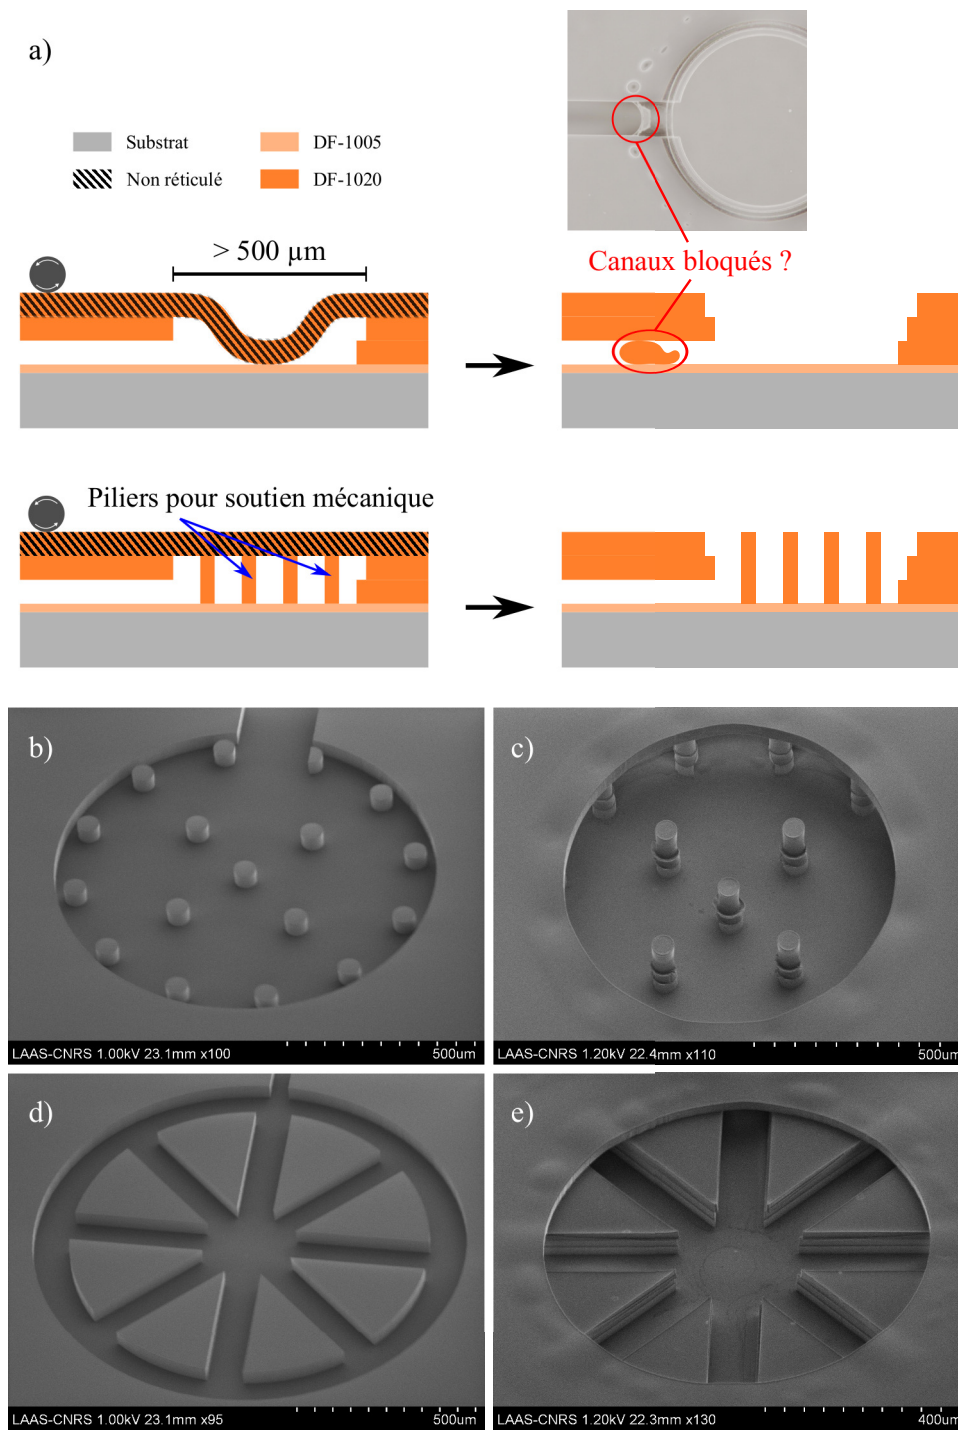 a)
Substrat
DF-1005
Non réticulé
DF-1020
> 500 µm
Canaux bloqués ?
Piliers pour soutien mécanique
b)
LAAS-CNRS 1.00kV 23.1mm x100
500um
c)
LAAS-CNRS 1.20kV 22.4mm x110
500um
d)
LAAS-CNRS 1.00kV 23.1mm x95
500um
e)
LAAS-CNRS 1.20kV 22.3mm x130
400um